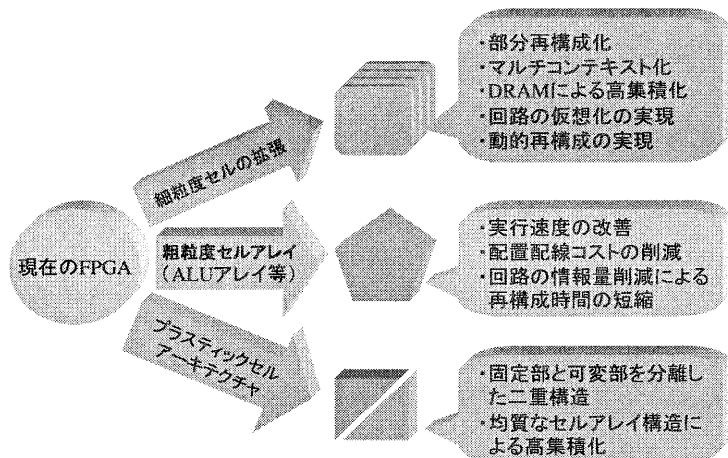 ・部分再構成化
・マルチコンテキスト化
・DRAMによる高集積化
・回路の仮想化の実現
・動的再構成の実現
細粒度セルの拡張
現在のFPGA
粗粒度セルアレイ
（ALUアレイ等）
・実行速度の改善
・配置配線コストの削減
・回路の情報量削減による
再構成時間の短縮
プラスティックセル
アーキテクチャ
・固定部と可変部を分離し
た二重構造
・均質なセルアレイ構造に
よる高集積化